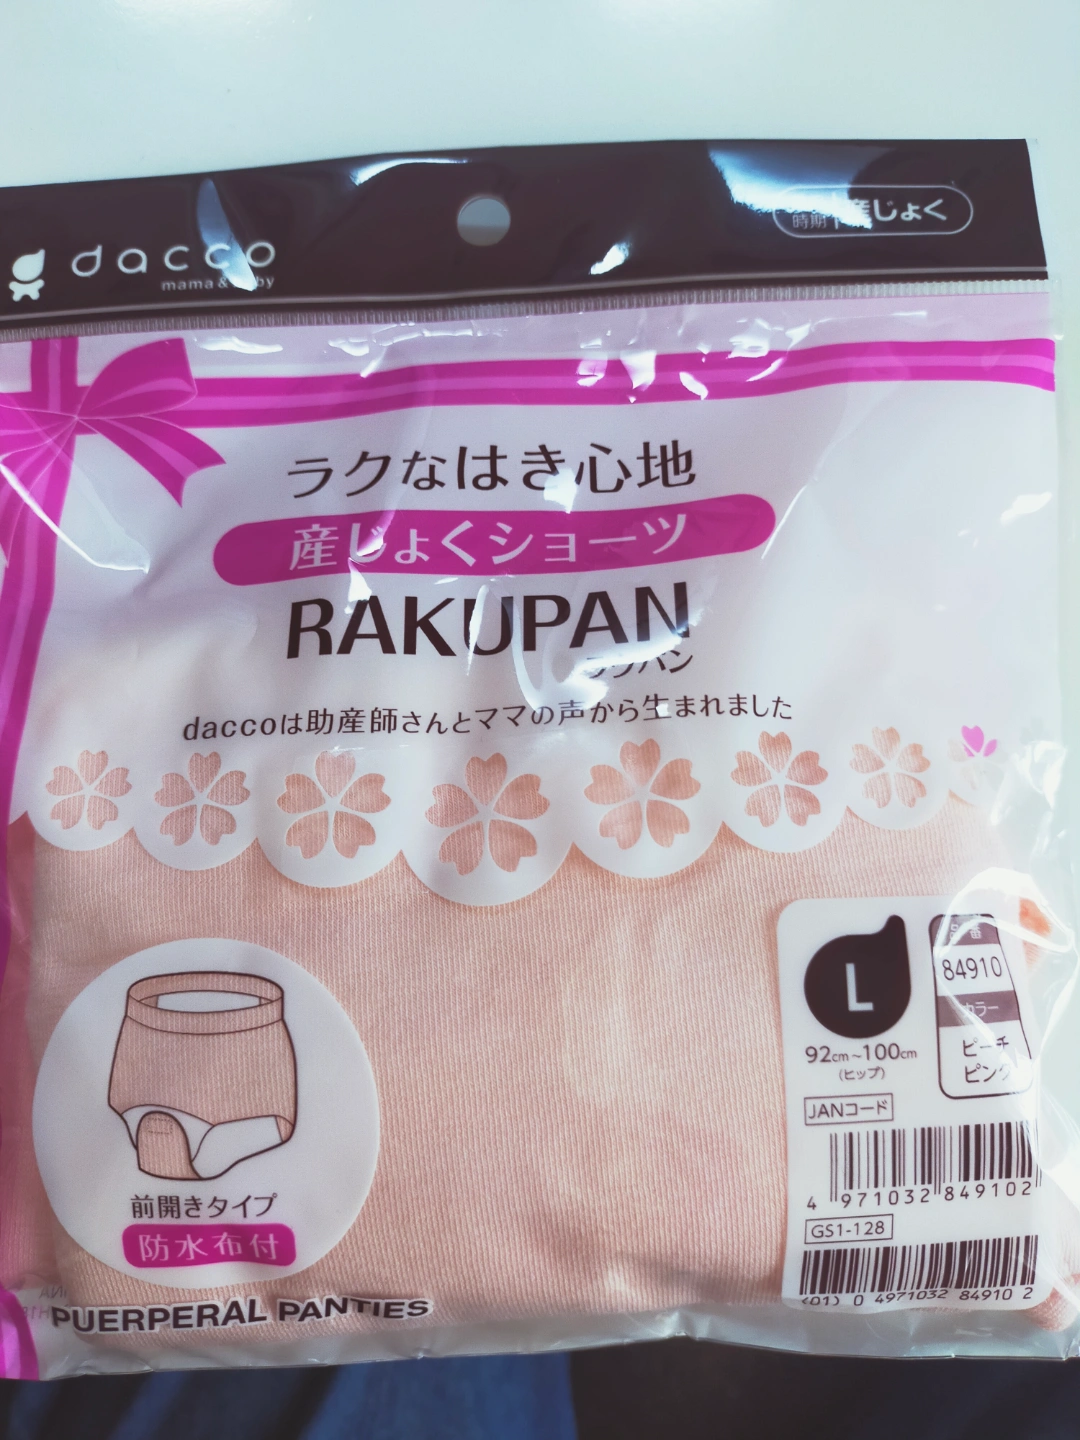 dacco
mama & baby
時期 産じょく
ラクなはき心地
産じょくショーツ
RAKUPAN
ラクパン
daccoは助産師さんとママの声から生まれました
L
92cm～100cm
(ヒップ)
品番
84910
カラー
ピーチ
ピンク
JANコード
4 971032 849102
GS1-128
(01) 0 4971032 84910 2
前開きタイプ
防水布付
PUERPERAL PANTIES